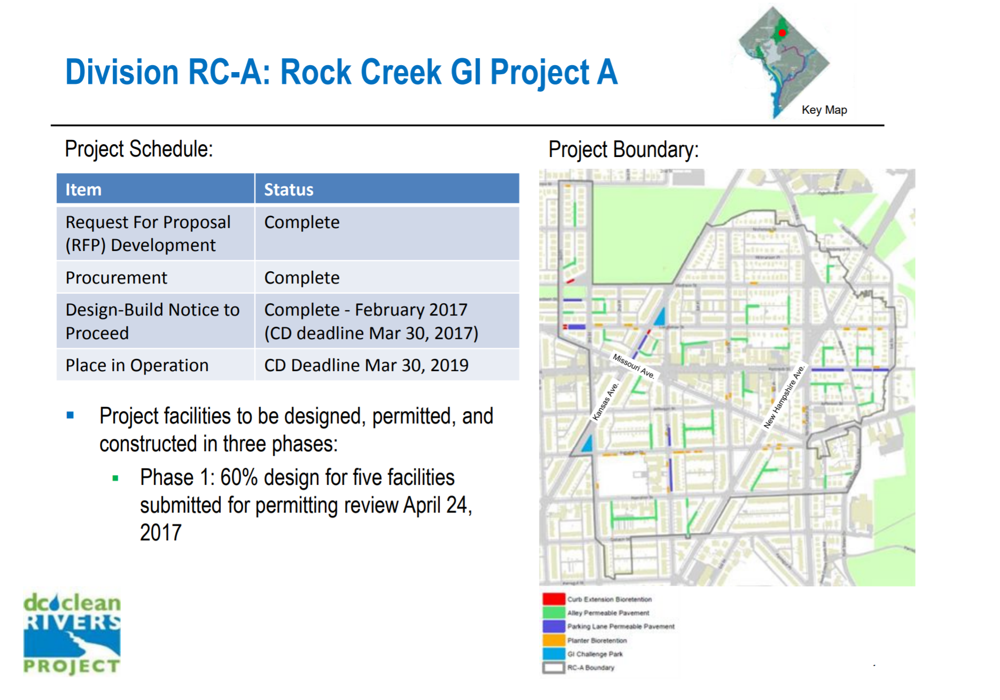 Division RC-A: Rock Creek GI Project A
Key Map
Project Schedule:
Item
Status
Request For Proposal
(RFP) Development
Complete
Procurement
Complete
Design-Build Notice to
Proceed
Complete - February 2017
(CD deadline Mar 30, 2017)
Place in Operation
CD Deadline Mar 30, 2019
Project facilities to be designed, permitted, and
constructed in three phases:
Phase 1: 60% design for five facilities
submitted for permitting review April 24,
2017
Project Boundary:
Missouri Ave.
Kansas Ave.
New Hampshire Ave.
Curb Extension Bioretention
Alley Permeable Pavement
Parking Lane Permeable Pavement
Planter Bioretention
GI Challenge Park
RC-A Boundary
dc clean
RIVERS
PROJECT